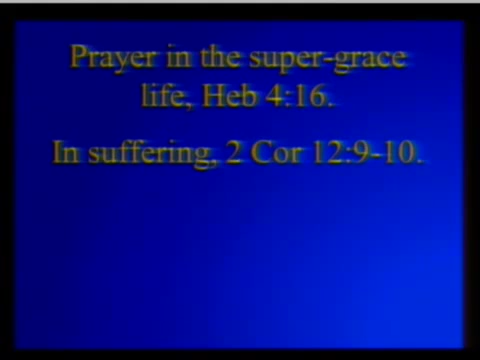 Prayer in the super-grace
life, Heb 4:16.
In suffering, 2 Cor 12:9-10.